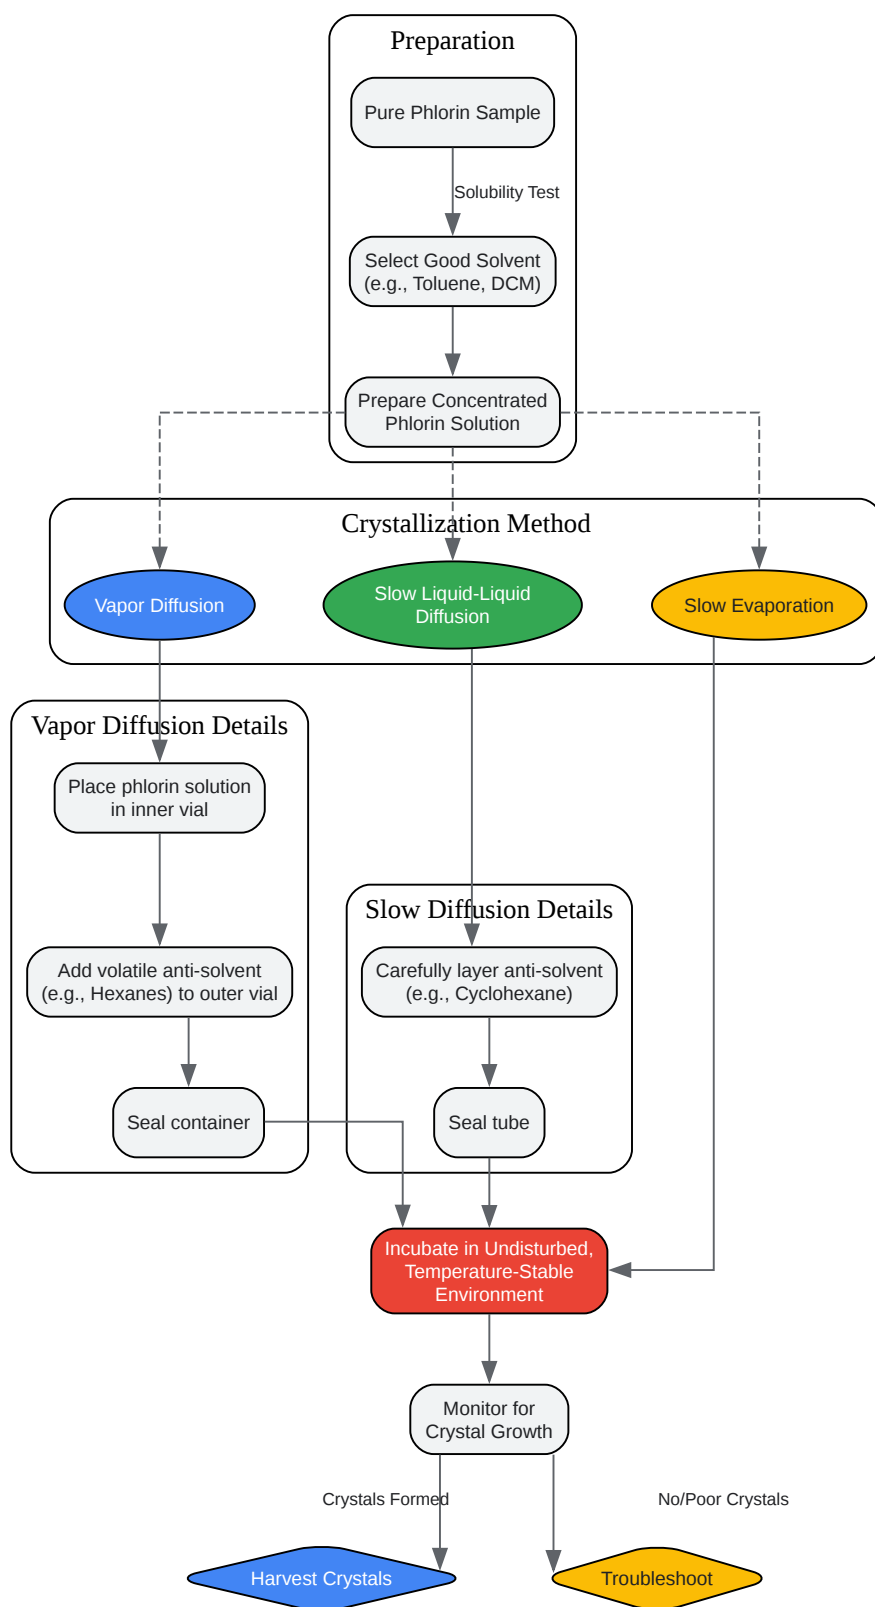 Preparation
Pure Phlorin Sample
Solubility Test
Select Good Solvent
(e.g., Toluene, DCM)
Prepare Concentrated
Phlorin Solution
Crystallization Method
Vapor Diffusion
Slow Liquid-Liquid
Diffusion
Slow Evaporation
Vapor Diffusion Details
Place phlorin solution
in inner vial
Add volatile anti-solvent
(e.g., Hexanes) to outer vial
Seal container
Slow Diffusion Details
Carefully layer anti-solvent
(e.g., Cyclohexane)
Seal tube
Incubate in Undisturbed,
Temperature-Stable
Environment
Monitor for
Crystal Growth
Crystals Formed
No/Poor Crystals
Harvest Crystals
Troubleshoot